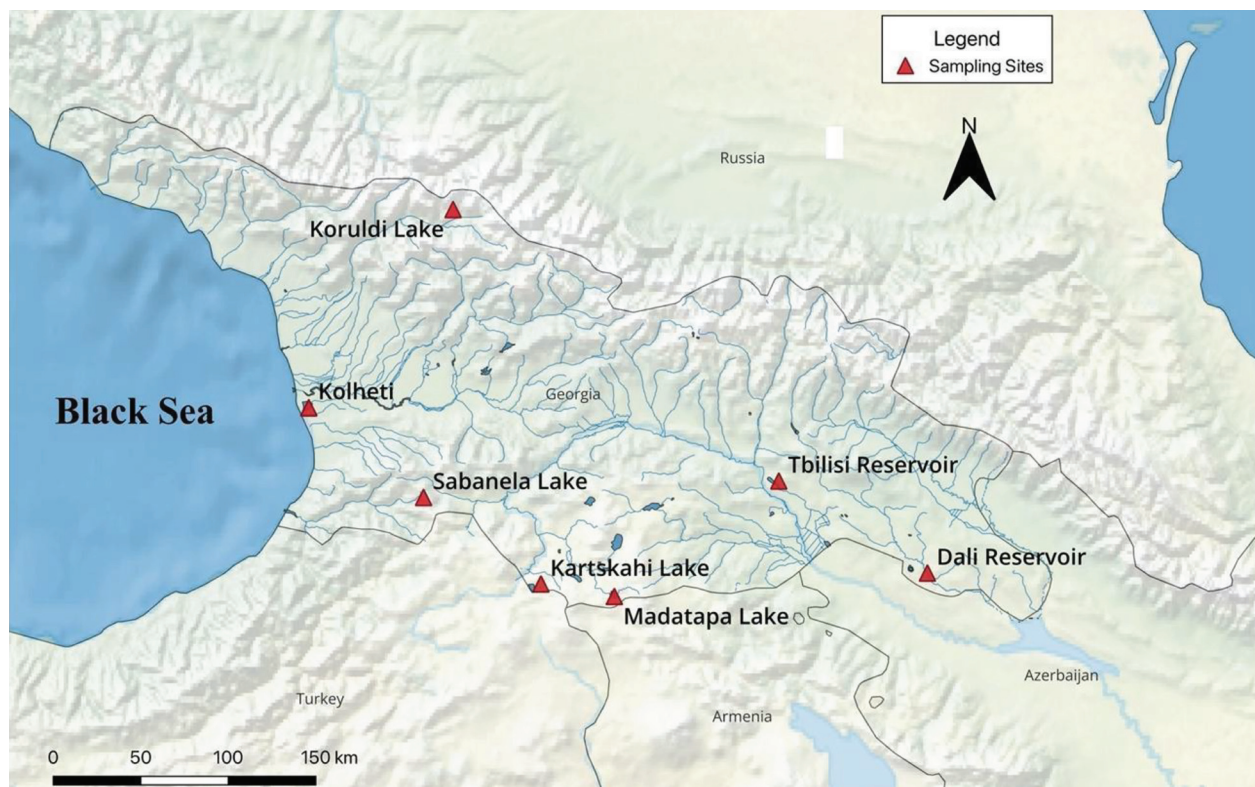 Legend
Sampling Sites
N
Russia
Koruldi Lake
Kolheti
Georgia
Black Sea
Tbilisi Reservoir
Sabanela Lake
Dali Reservoir
Kartskahi Lake
Madatapa Lake
Azerbaijan
Turkey
Armenia
0 50 100 150 km